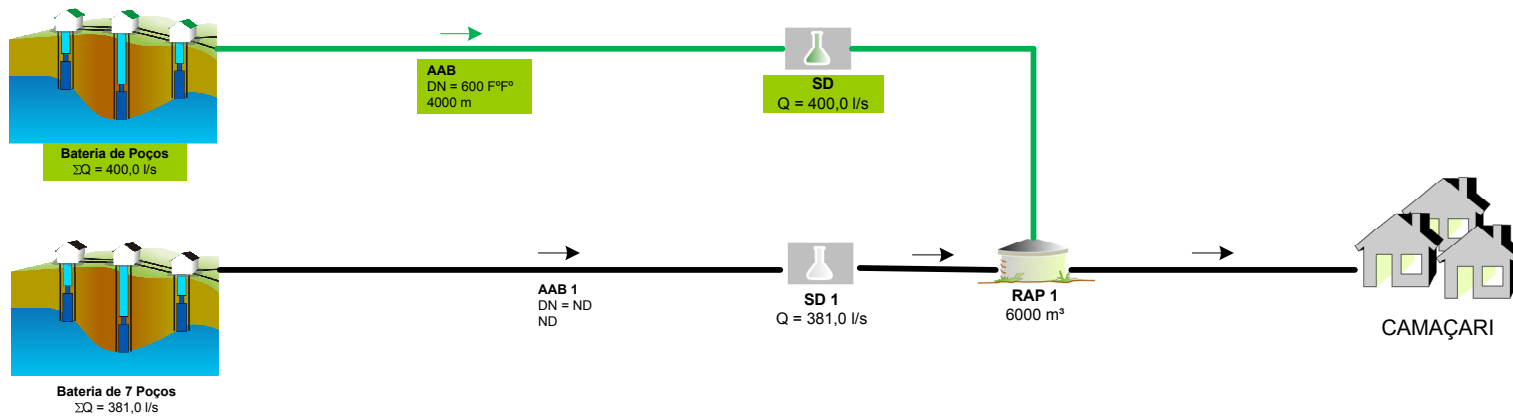 AAB
DN = 600 FºFº
4000 m
SD
Q = 400,0 l/s
Bateria de Poços
ΣQ = 400,0 l/s
AAB 1
DN = ND
ND
SD 1
Q = 381,0 l/s
RAP 1
6000 m³
CAMAÇARI
Bateria de 7 Poços
ΣQ = 381,0 l/s